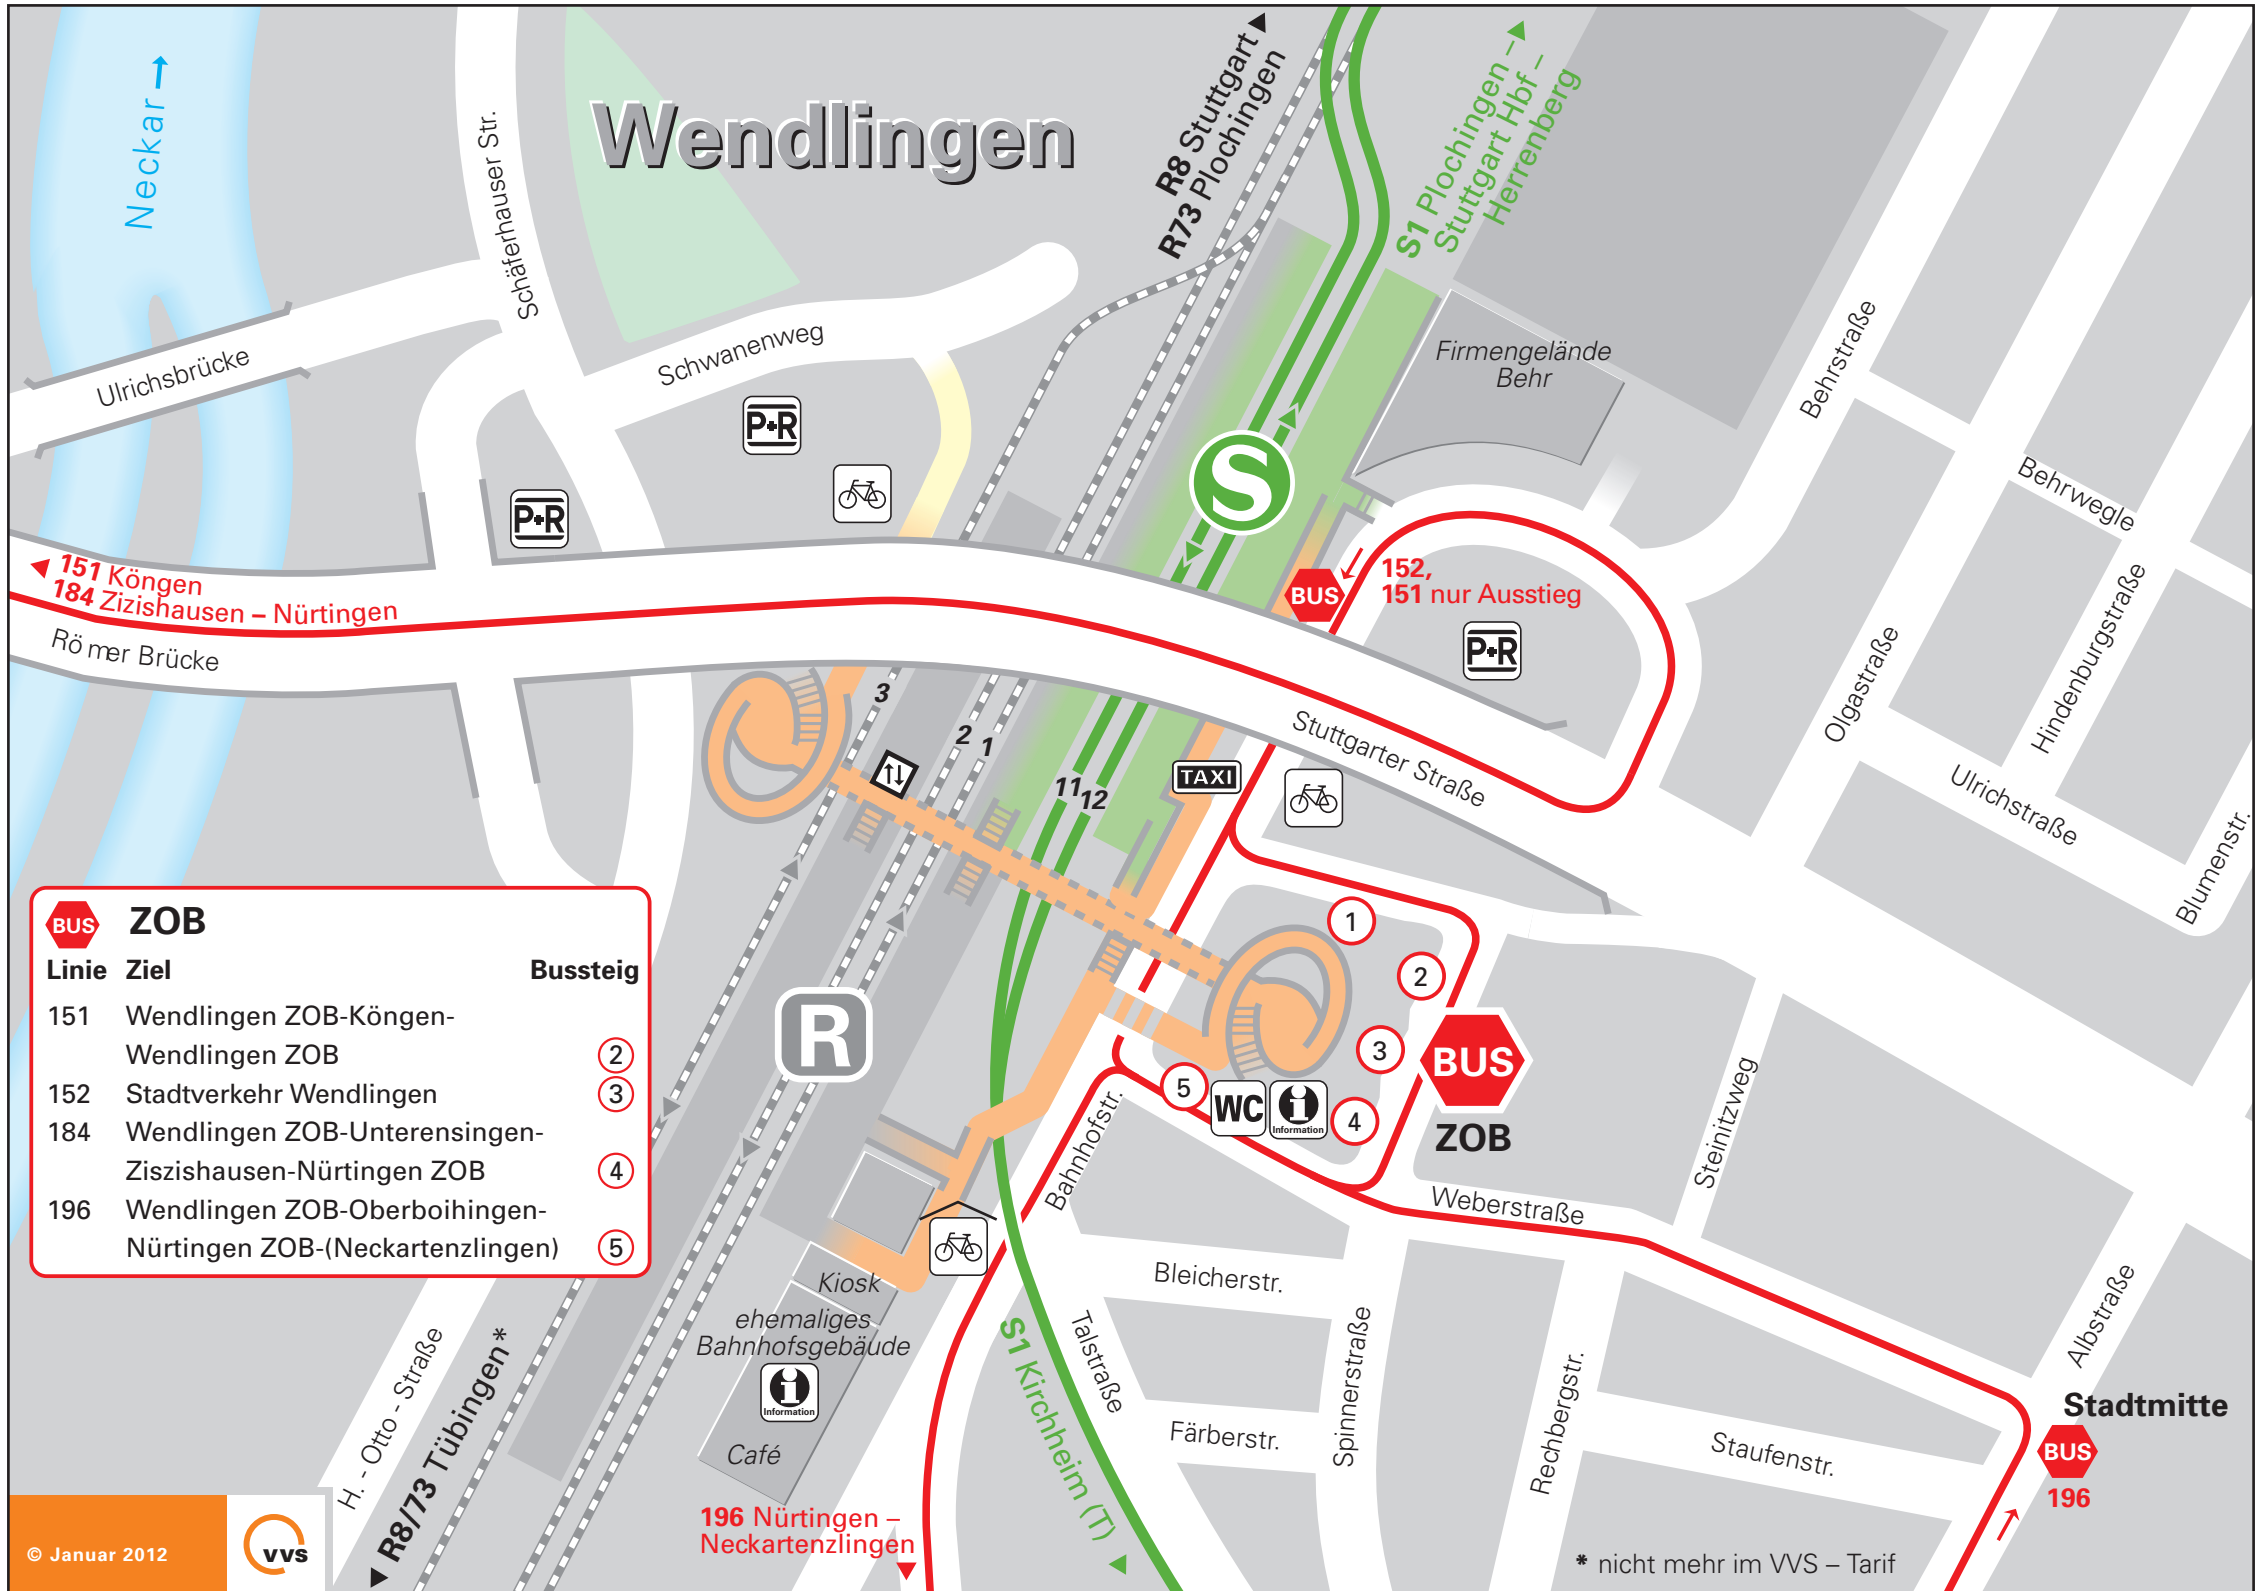 Wendlingen
Neckar
Schäferhauser Str.
R8 Stuttgart
R73 Plochingen
S1 Plochingen –
Stuttgart Hbf –
Herrenberg
Ulrichsbrücke
Schwanenweg
Firmengelände
Behr
Behrstraße
Behrwegle
P+R
P+R
S
151 Köngen
184 Zizishausen – Nürtingen
Römer Brücke
BUS
152,
151 nur Ausstieg
P+R
Hindenburgstraße
Olgastraße
Ulrichstraße
Blumenstr.
Stuttgarter Straße
TAXI
3
2
1
11
12
1
2
3
4
5
BUS
ZOB
WC
i
Information
R
BUS
ZOB
Linie Ziel Bussteig
151 Wendlingen ZOB-Köngen-
Wendlingen ZOB 2
152 Stadtverkehr Wendlingen 3
184 Wendlingen ZOB-Unterensingen-
Ziszishausen-Nürtingen ZOB 4
196 Wendlingen ZOB-Oberboihingen-
Nürtingen ZOB-(Neckartenzlingen) 5
Bahnhofstr.
Weberstraße
Steinitzweg
Bleicherstr.
Talstraße
Spinnerstraße
Färberstr.
Rechbergstr.
Staufenstr.
Albstraße
Stadtmitte
BUS
196
Kiosk
ehemaliges
Bahnhofsgebäude
i
Information
Café
S1 Kirchheim (T)
H.-Otto-Straße
R8/73 Tübingen*
196 Nürtingen –
Neckartenzlingen
© Januar 2012
vvs
* nicht mehr im VVS – Tarif